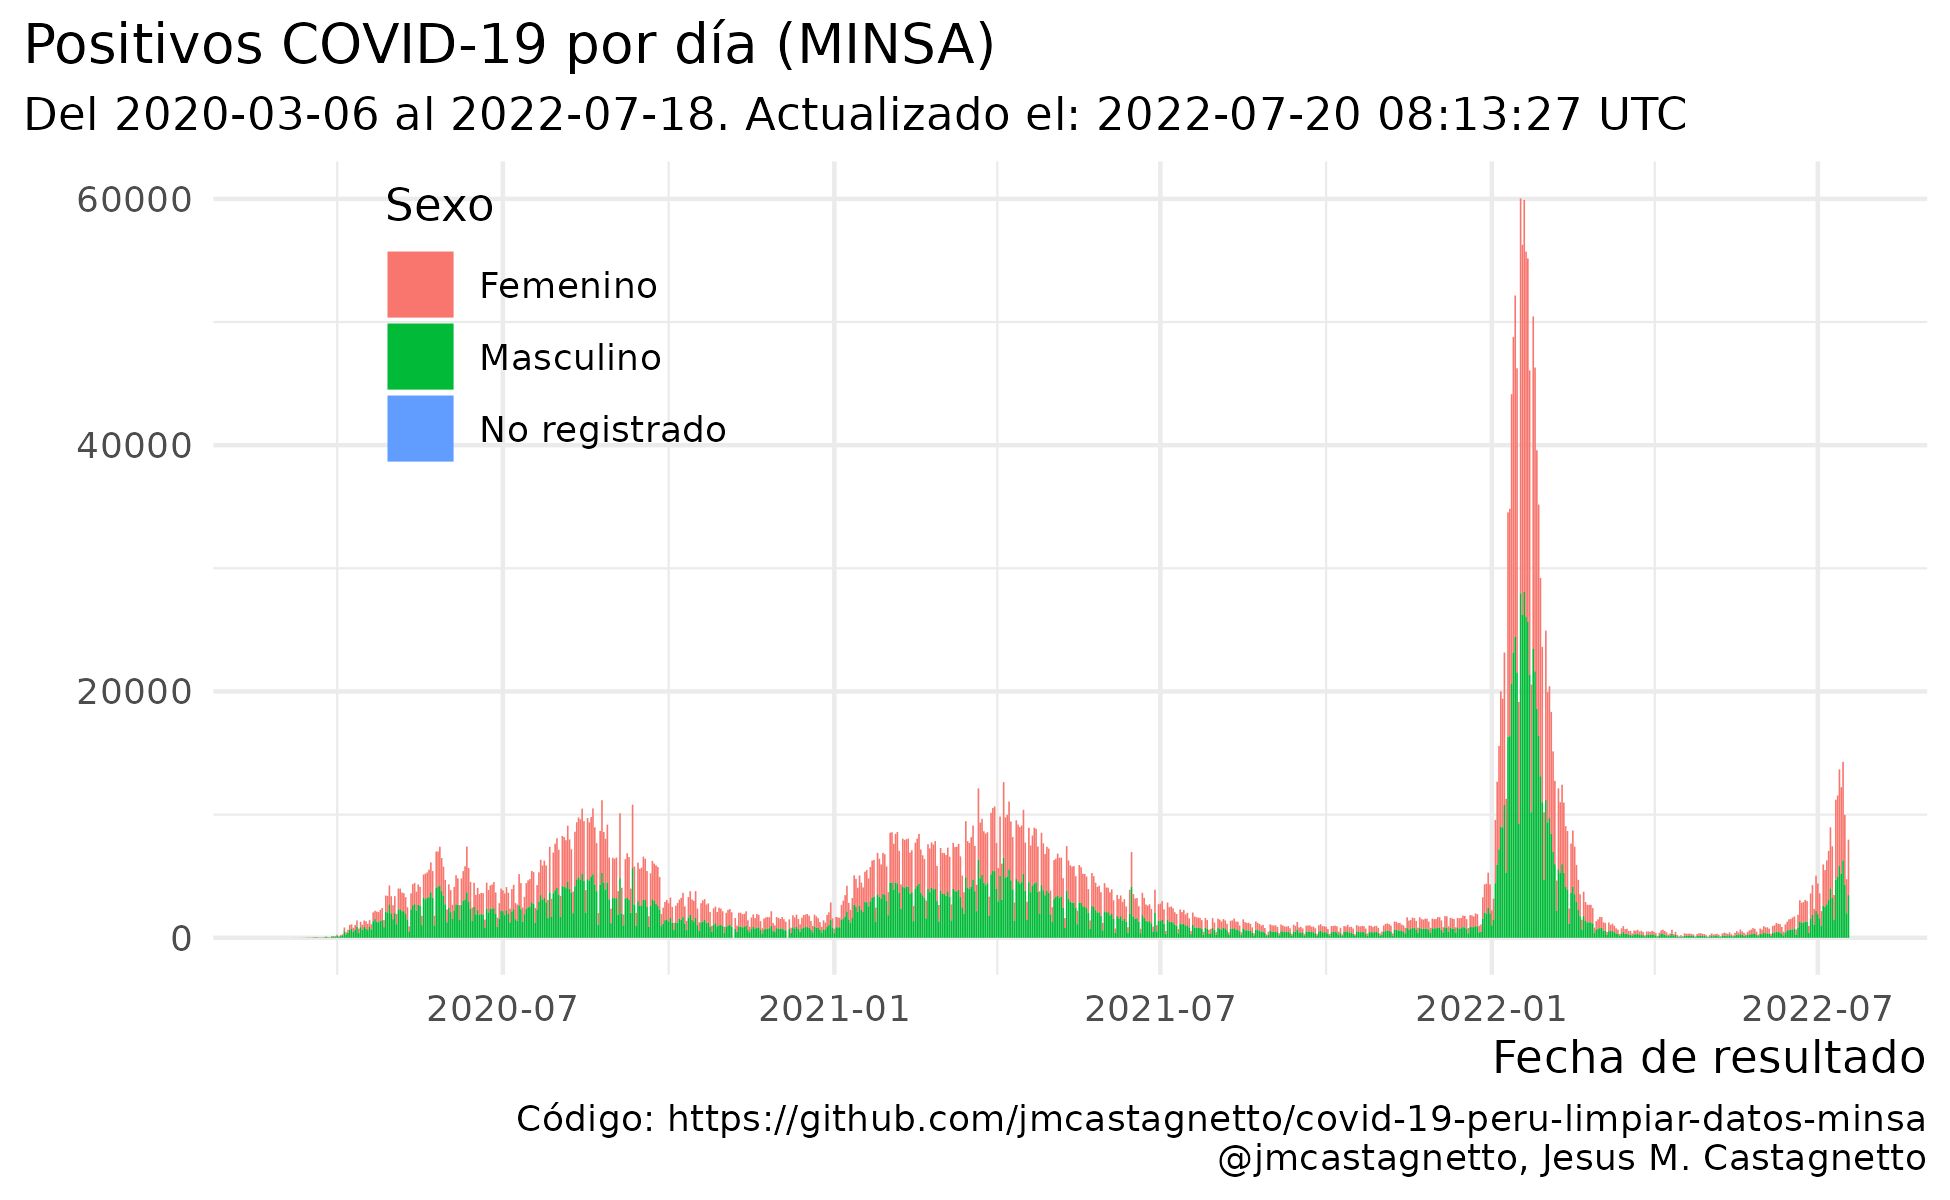 Positivos COVID-19 por día (MINSA)
Del 2020-03-06 al 2022-07-18. Actualizado el: 2022-07-20 08:13:27 UTC
60000
40000
20000
0
Sexo
Femenino
Masculino
No registrado
2020-07
2021-01
2021-07
2022-01
2022-07
Fecha de resultado
Código: https://github.com/jmcastagnetto/covid-19-peru-limpiar-datos-minsa
@jmcastagnetto, Jesus M. Castagnetto